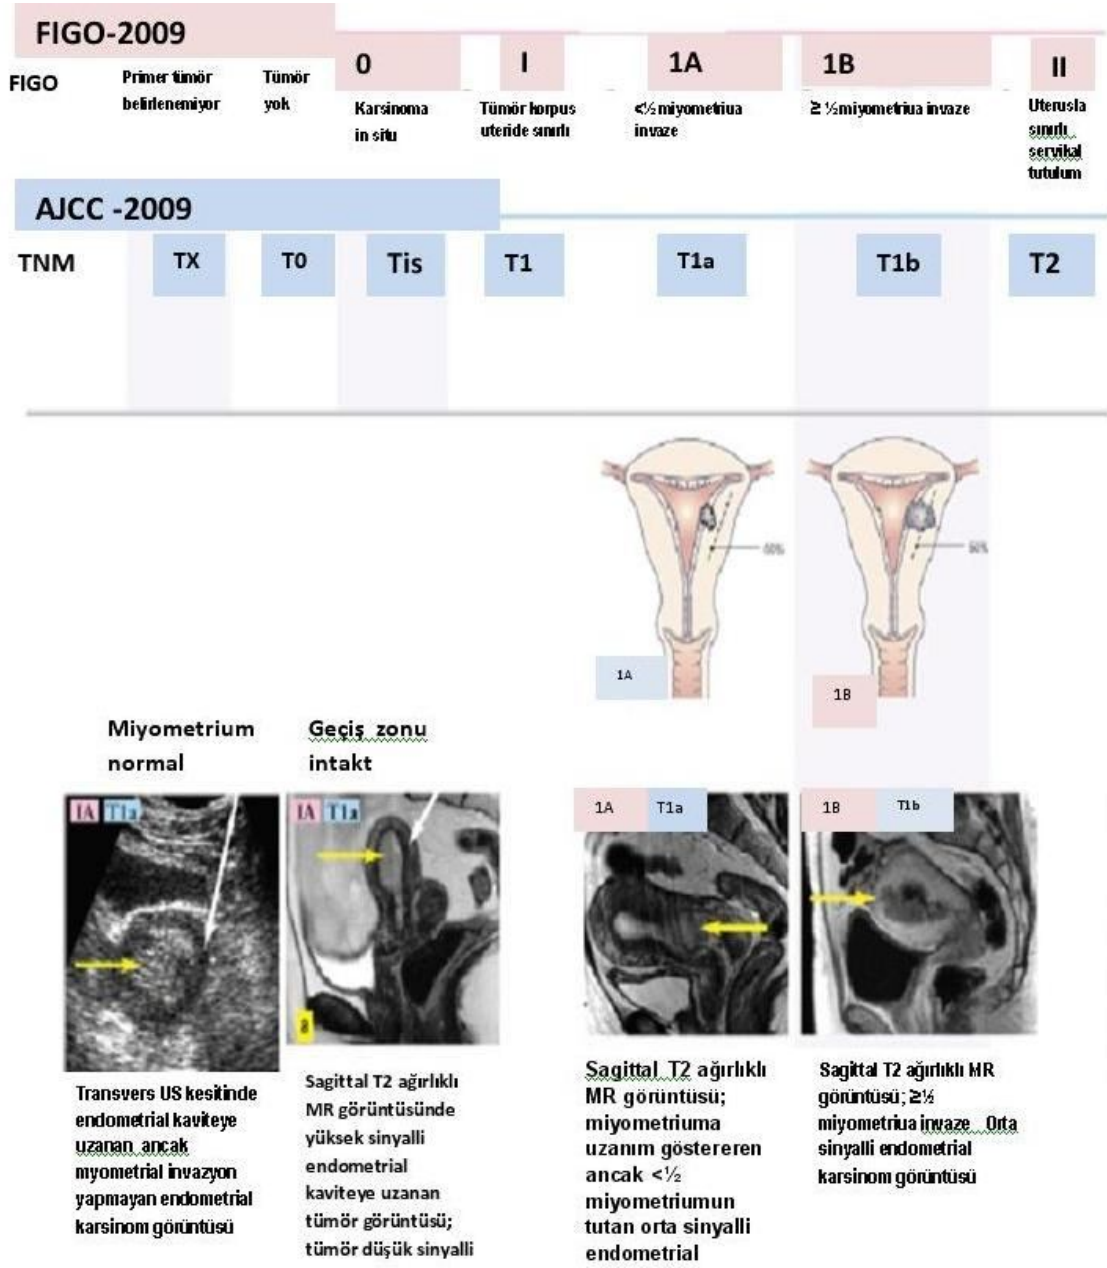 FIGO-2009
FIGO
Primer tümör
belirlenemiyor
Tümör
yok
0
Karsinoma
in situ
I
Tümör korpus
uteride sınırlı
1A
<½ miyometriua
invaze
1B
≥ ½ miyometriua invaze
II
Uterusla
sınırlı
servikal
tutulum
AJCC -2009
TNM
TX
T0
Tis
T1
T1a
T1b
T2
50%
1A
1B
Miyometrium
normal
Geçiş zonu
intakt
IA T1a
IA T1a
1A T1a
1B T1b
a
Transvers US kesitinde
endometrial kaviteye
uzanan ancak
myometrial invazyon
yapmayan endometrial
karsinom görüntüsü
Sagittal T2 ağırlıklı
MR görüntüsünde
yüksek sinyalli
endometrial
kaviteye uzanan
tümör görüntüsü;
tümör düşük sinyalli
Sagittal T2 ağırlıklı
MR görüntüsü;
miyometriuma
uzanım göstereren
ancak <½
miyometriumun
tutan orta sinyalli
endometrial
Sagittal T2 ağırlıklı MR
görüntüsü; ≥½
miyometriua invaze Orta
sinyalli endometrial
karsinom görüntüsü